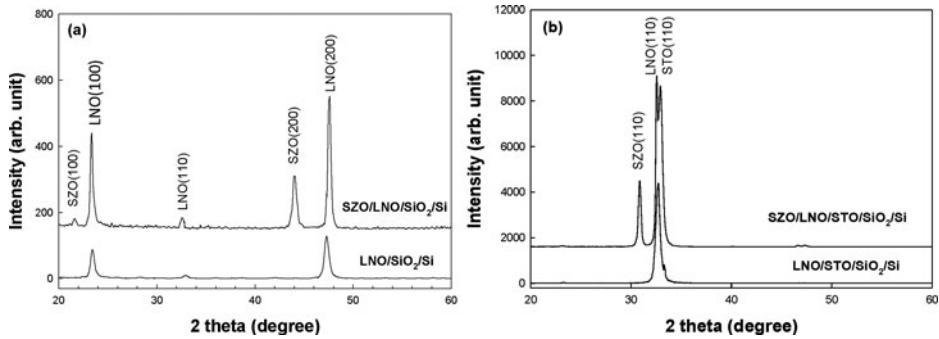 (a)
800
600
400
200
0
Intensity (arb. unit)
SZO(100)
LNO(100)
LNO(110)
SZO(200)
LNO(200)
SZO/LNO/SiO2/Si
LNO/SiO2/Si
20 30 40 50 60
2 theta (degree)
(b)
12000
10000
8000
6000
4000
2000
0
Intensity (arb. unit)
SZO(110)
LNO(110)
STO(110)
SZO/LNO/STO/SiO2/Si
LNO/STO/SiO2/Si
20 30 40 50 60
2 theta (degree)